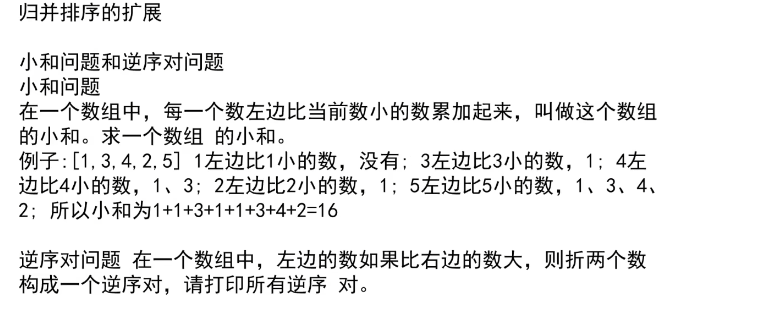 归并排序的扩展
小和问题和逆序对问题
小和问题
在一个数组中，每一个数左边比当前数小的数累加起来，叫做这个数组
的小和。求一个数组 的小和。
例子:[1,3,4,2,5] 1左边比1小的数，没有; 3左边比3小的数，1; 4左
边比4小的数，1、3; 2左边比2小的数，1; 5左边比5小的数，1、3、4、
2; 所以小和为1+1+3+1+1+3+4+2=16
逆序对问题 在一个数组中，左边的数如果比右边的数大，则折两个数
构成一个逆序对，请打印所有逆序 对。